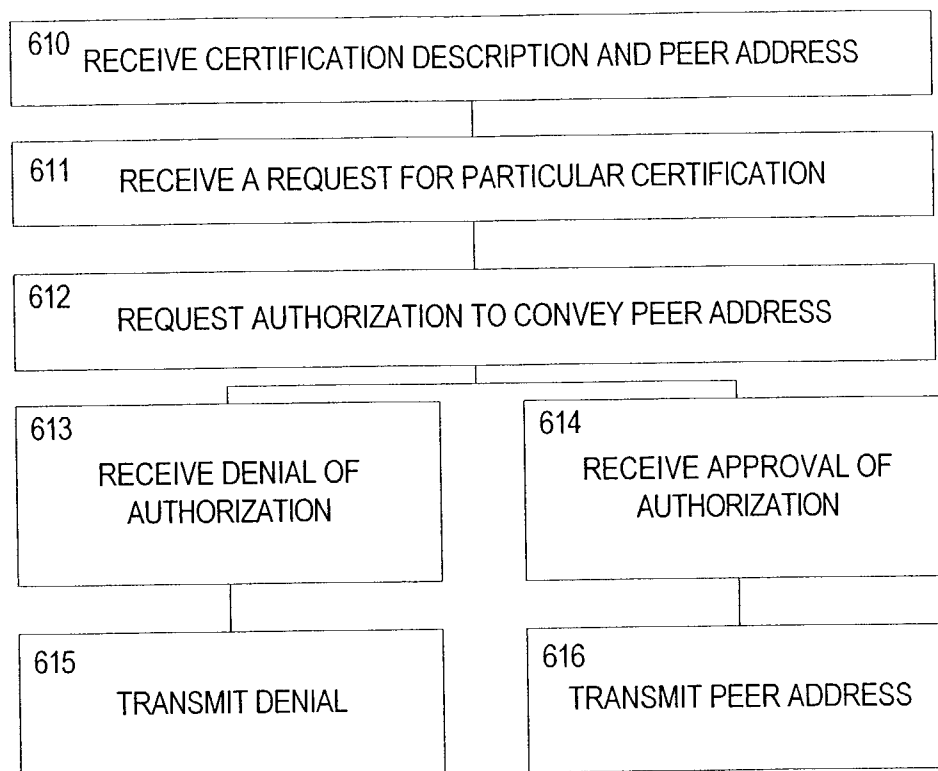 610
RECEIVE CERTIFICATION DESCRIPTION AND PEER ADDRESS
611
RECEIVE A REQUEST FOR PARTICULAR CERTIFICATION
612
REQUEST AUTHORIZATION TO CONVEY PEER ADDRESS
613
RECEIVE DENIAL OF
AUTHORIZATION
614
RECEIVE APPROVAL OF
AUTHORIZATION
615
TRANSMIT DENIAL
616
TRANSMIT PEER ADDRESS